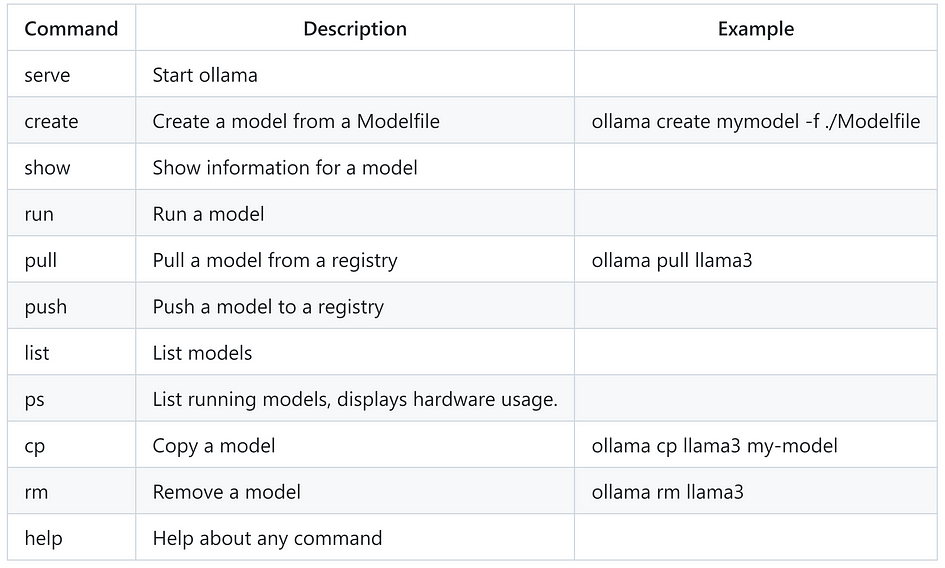 Command Description Example
serve Start ollama
create Create a model from a Modelfile ollama create mymodel -f ./Modelfile
show Show information for a model
run Run a model
pull Pull a model from a registry ollama pull llama3
push Push a model to a registry
list List models
ps List running models, displays hardware usage.
cp Copy a model ollama cp llama3 my-model
rm Remove a model ollama rm llama3
help Help about any command